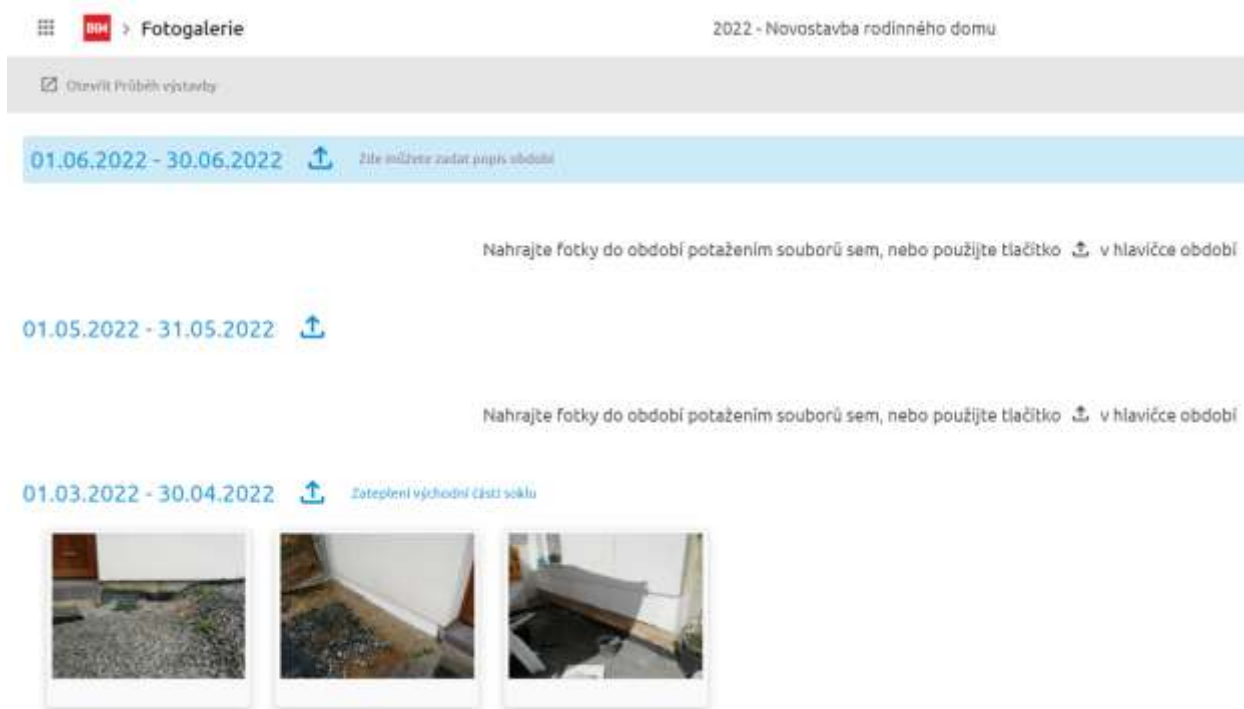 BIM > Fotogalerie
2022 - Novostavba rodinného domu
Otevřít Průběh výstavby
01.06.2022 - 30.06.2022 můžete zadat popis období
Nahrajte fotky do období potažením souborů sem, nebo použijte tlačítko v hlavičce období
01.05.2022 - 31.05.2022
Nahrajte fotky do období potažením souborů sem, nebo použijte tlačítko v hlavičce období
01.03.2022 - 30.04.2022 Zateplení východní části soklu